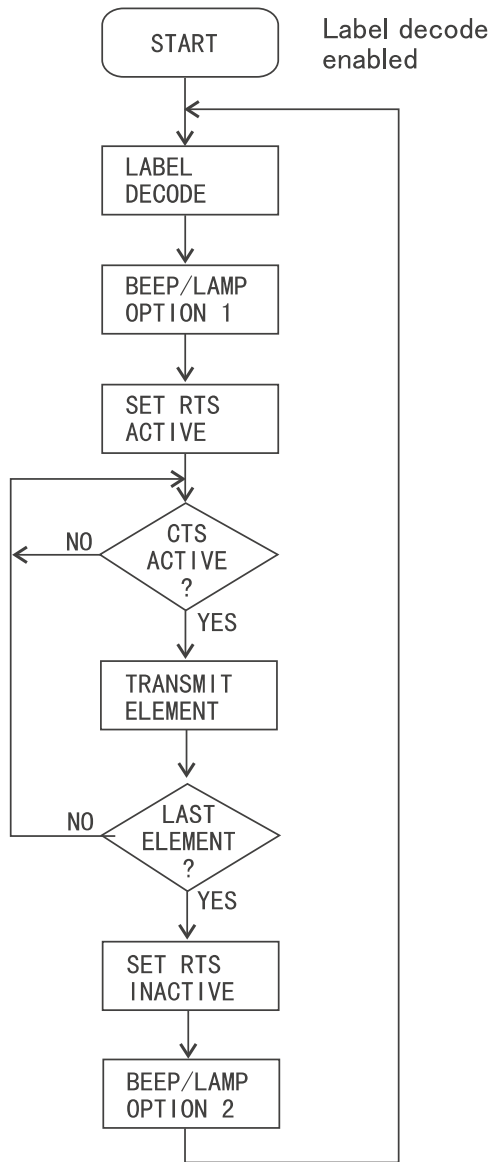 START
Label decode
enabled
LABEL
DECODE
BEEP/LAMP
OPTION 1
SET RTS
ACTIVE
NO
CTS
ACTIVE
?
YES
TRANSMIT
ELEMENT
NO
LAST
ELEMENT
?
YES
SET RTS
INACTIVE
BEEP/LAMP
OPTION 2